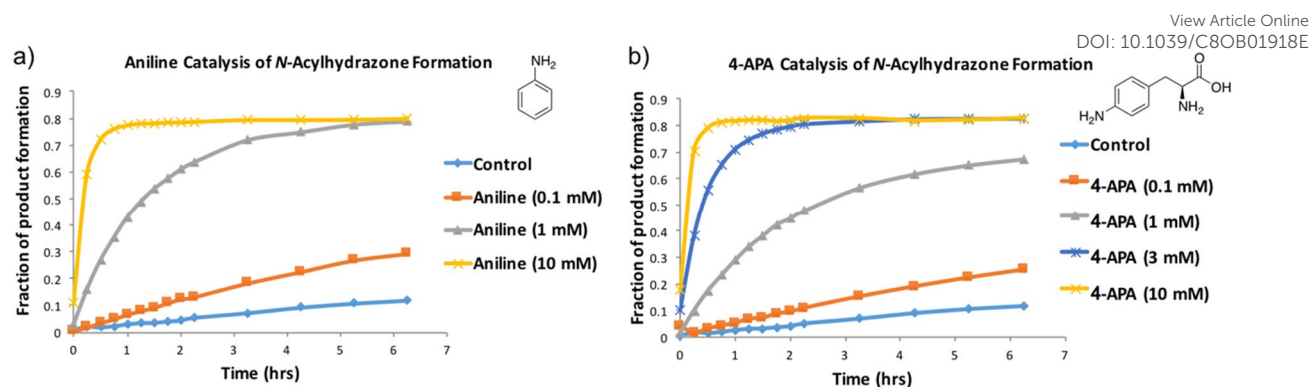 View Article Online
DOI: 10.1039/C8OB01918E
a)
Aniline Catalysis of N-Acylhydrazone Formation
NH2
Fraction of product formation
0.9
0.8
0.7
0.6
0.5
0.4
0.3
0.2
0.1
0
0 1 2 3 4 5 6 7
Time (hrs)
Control
Aniline (0.1 mM)
Aniline (1 mM)
Aniline (10 mM)
b)
4-APA Catalysis of N-Acylhydrazone Formation
O
OH
NH2
H2N
Fraction of product formation
0.9
0.8
0.7
0.6
0.5
0.4
0.3
0.2
0.1
0
0 1 2 3 4 5 6 7
Time (hrs)
Control
4-APA (0.1 mM)
4-APA (1 mM)
4-APA (3 mM)
4-APA (10 mM)